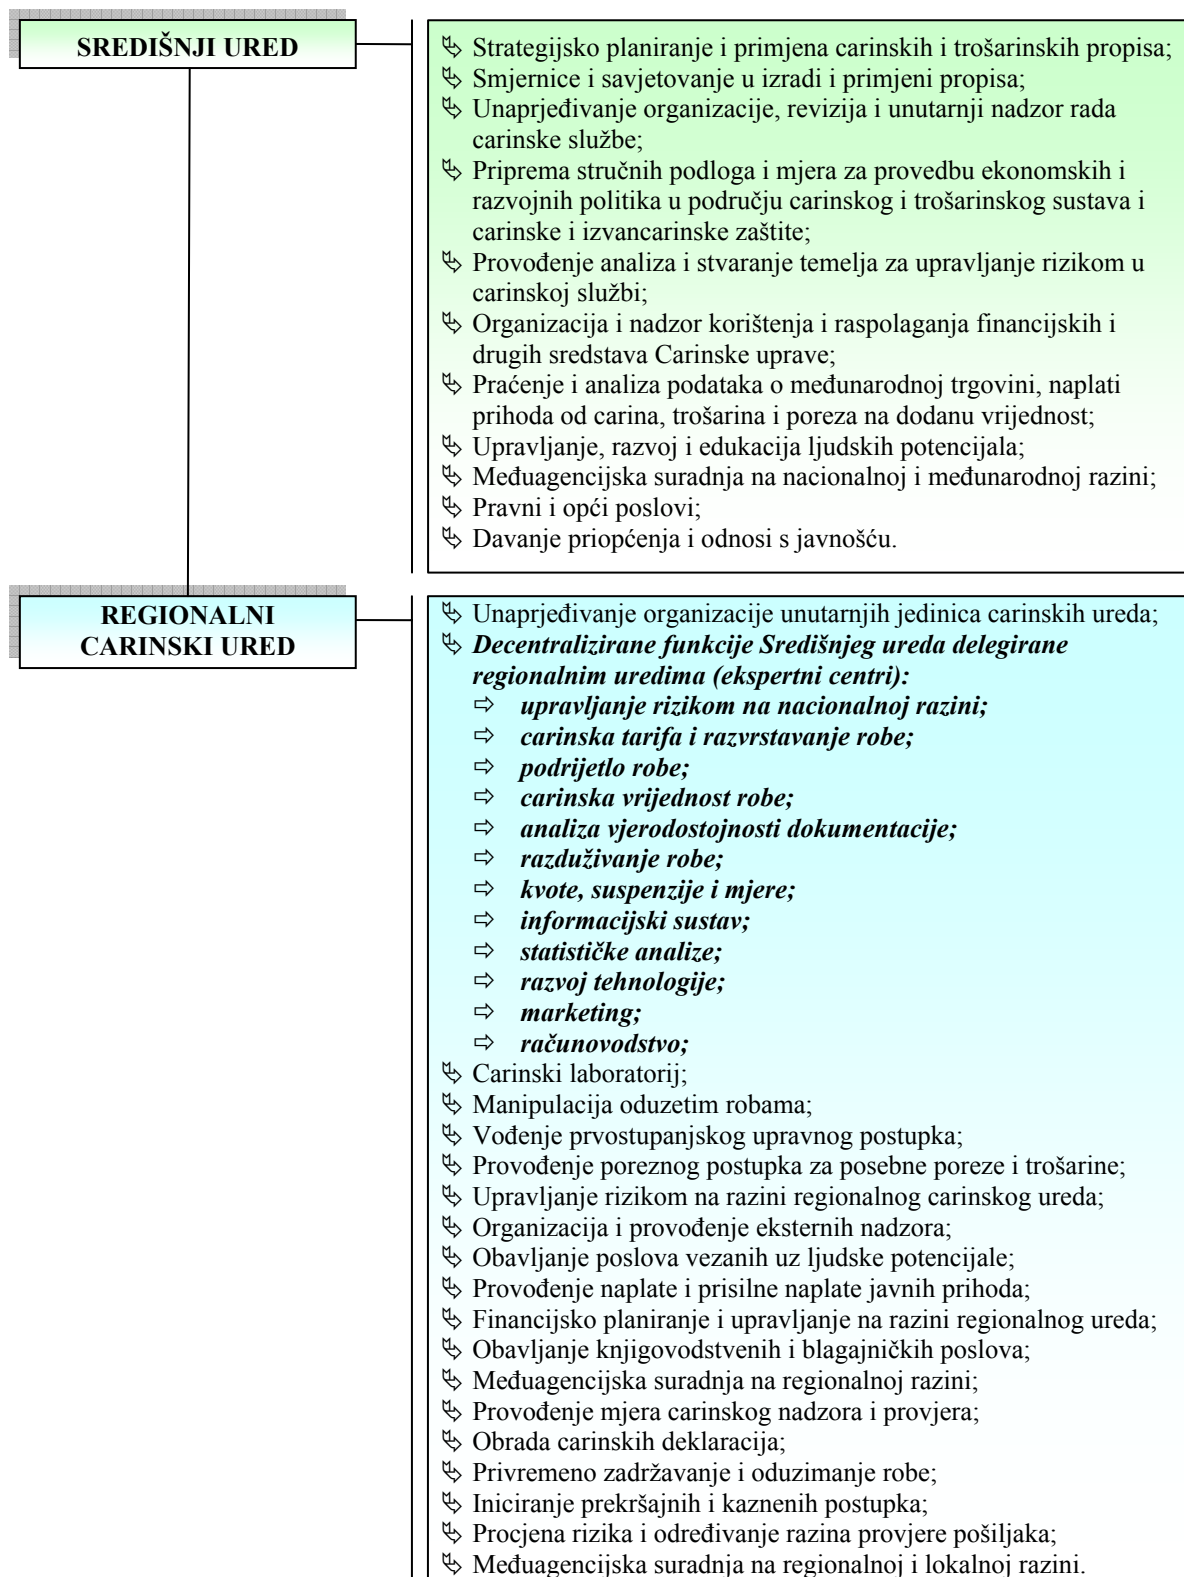 SREDIŠNJI URED
Strategijsko planiranje i primjena carinskih i trošarinskih propisa;
Smjernice i savjetovanje u izradi i primjeni propisa;
Unaprjeđivanje organizacije, revizija i unutarnji nadzor rada
carinske službe;
Priprema stručnih podloga i mjera za provedbu ekonomskih i
razvojnih politika u području carinskog i trošarinskog sustava i
carinske i izvancarinske zaštite;
Provođenje analiza i stvaranje temelja za upravljanje rizikom u
carinskoj službi;
Organizacija i nadzor korištenja i raspolaganja financijskih i
drugih sredstava Carinske uprave;
Praćenje i analiza podataka o međunarodnoj trgovini, naplati
prihoda od carina, trošarina i poreza na dodanu vrijednost;
Upravljanje, razvoj i edukacija ljudskih potencijala;
Međuagencijska suradnja na nacionalnoj i međunarodnoj razini;
Pravni i opći poslovi;
Davanje priopćenja i odnosi s javnošću.
REGIONALNI
CARINSKI URED
Unaprjeđivanje organizacije unutarnjih jedinica carinskih ureda;
Decentralizirane funkcije Središnjeg ureda delegirane
regionalnim uredima (ekspertni centri):
⇨ upravljanje rizikom na nacionalnoj razini;
⇨ carinska tarifa i razvrstavanje robe;
⇨ podrijetlo robe;
⇨ carinska vrijednost robe;
⇨ analiza vjerodostojnosti dokumentacije;
⇨ razduživanje robe;
⇨ kvote, suspenzije i mjere;
⇨ informacijski sustav;
⇨ statističke analize;
⇨ razvoj tehnologije;
⇨ marketing;
⇨ računovodstvo;
Carinski laboratorij;
Manipulacija oduzetim robama;
Vođenje prvostupanjskog upravnog postupka;
Provođenje poreznog postupka za posebne poreze i trošarine;
Upravljanje rizikom na razini regionalnog carinskog ureda;
Organizacija i provođenje eksternih nadzora;
Obavljanje poslova vezanih uz ljudske potencijale;
Provođenje naplate i prisilne naplate javnih prihoda;
Financijsko planiranje i upravljanje na razini regionalnog ureda;
Obavljanje knjigovodstvenih i blagajničkih poslova;
Međuagencijska suradnja na regionalnoj razini;
Provođenje mjera carinskog nadzora i provjera;
Obrada carinskih deklaracija;
Privremeno zadržavanje i oduzimanje robe;
Iniciranje prekršajnih i kaznenih postupka;
Procjena rizika i određivanje razina provjere pošiljaka;
Međuagencijska suradnja na regionalnoj i lokalnoj razini.